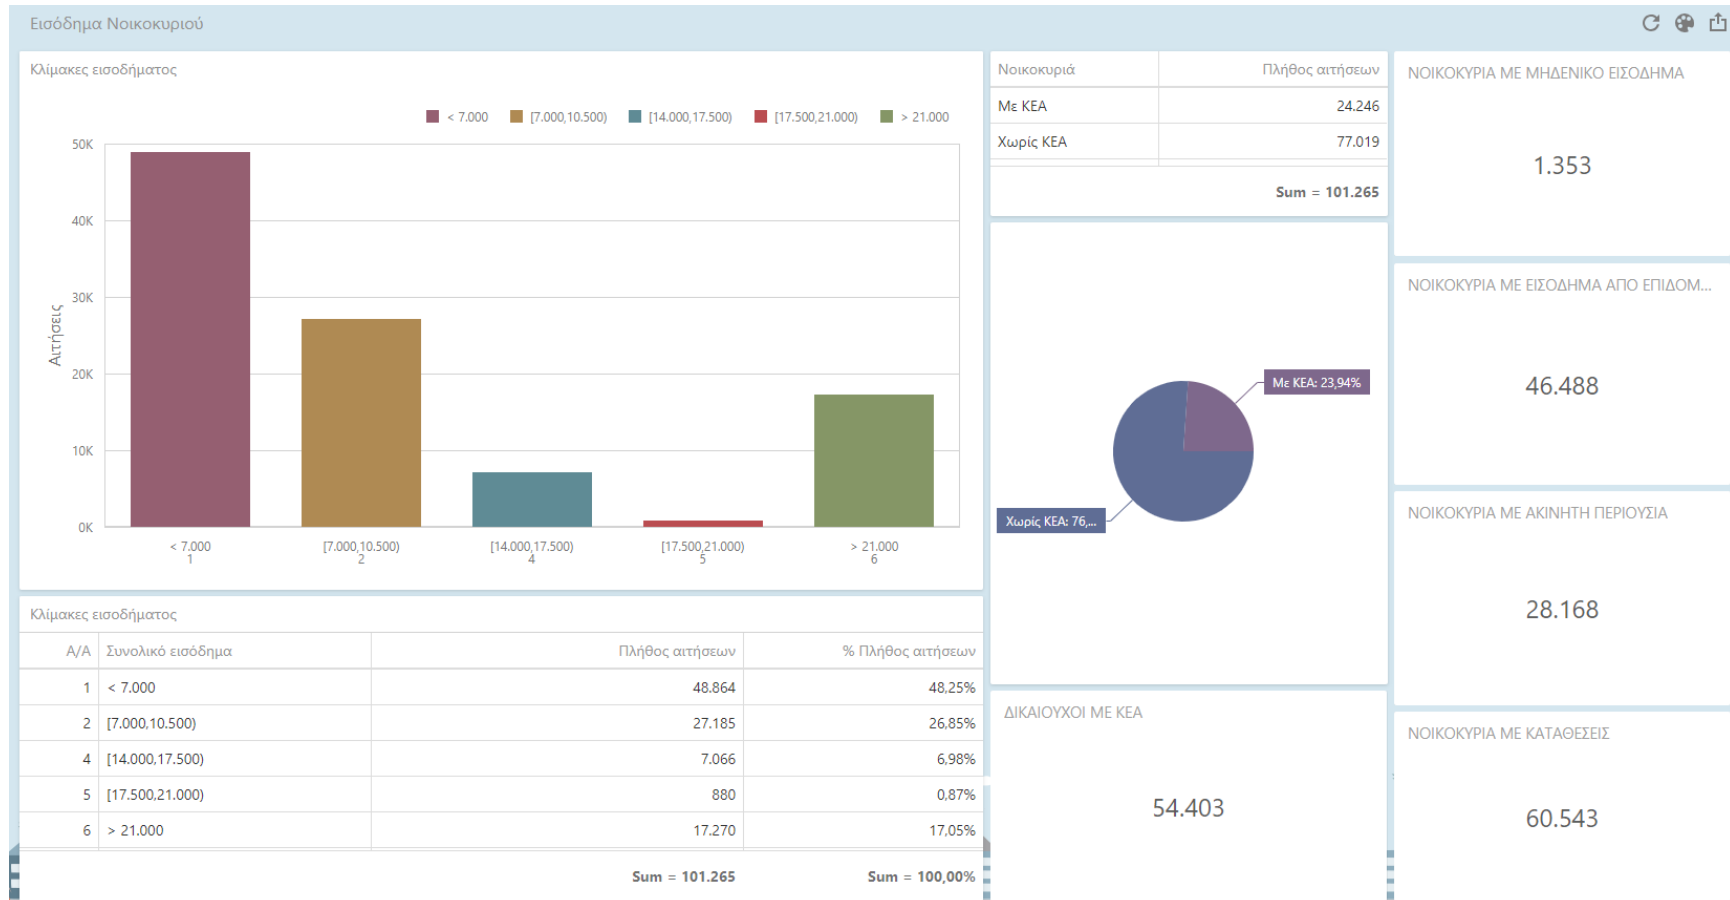 Εισόδημα Νοικοκυριού
Κλίμακες εισοδήματος
< 7.000 [7.000,10.500) [14.000,17.500) [17.500,21.000) > 21.000
50K
40K
30K
20K
10K
0K
Αιτήσεις
< 7.000 [7.000,10.500) [14.000,17.500) [17.500,21.000) > 21.000
1 2 4 5 6
Κλίμακες εισοδήματος
Α/Α Συνολικό εισόδημα Πλήθος αιτήσεων % Πλήθος αιτήσεων
1 < 7.000 48.864 48,25%
2 [7.000,10.500) 27.185 26,85%
4 [14.000,17.500) 7.066 6,98%
5 [17.500,21.000) 880 0,87%
6 > 21.000 17.270 17,05%
Sum = 101.265 Sum = 100,00%
Νοικοκυριά Πλήθος αιτήσεων
Με ΚΕΑ 24.246
Χωρίς ΚΕΑ 77.019
Sum = 101.265
Με ΚΕΑ: 23,94%
Χωρίς ΚΕΑ: 76,...
ΔΙΚΑΙΟΥΧΟΙ ΜΕ ΚΕΑ
54.403
ΝΟΙΚΟΚΥΡΙΑ ΜΕ ΜΗΔΕΝΙΚΟ ΕΙΣΟΔΗΜΑ
1.353
ΝΟΙΚΟΚΥΡΙΑ ΜΕ ΕΙΣΟΔΗΜΑ ΑΠΟ ΕΠΙΔΟΜ...
46.488
ΝΟΙΚΟΚΥΡΙΑ ΜΕ ΑΚΙΝΗΤΗ ΠΕΡΙΟΥΣΙΑ
28.168
ΝΟΙΚΟΚΥΡΙΑ ΜΕ ΚΑΤΑΘΕΣΕΙΣ
60.543